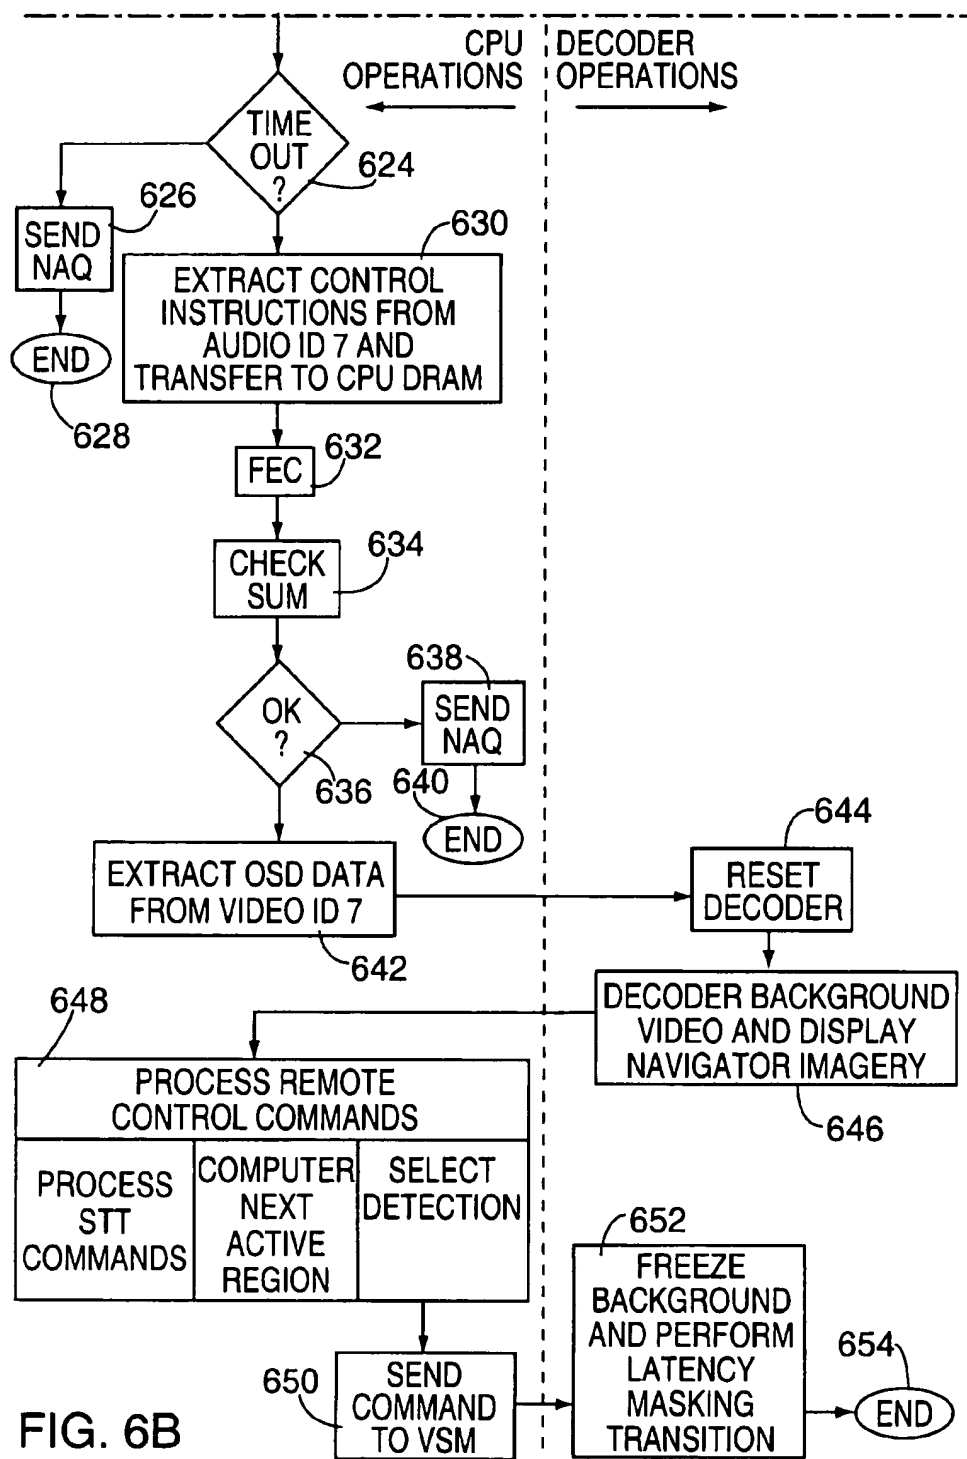 CPU
OPERATIONS
DECODER
OPERATIONS
TIME
OUT
?
624
626
SEND
NAQ
END
628
630
EXTRACT CONTROL
INSTRUCTIONS FROM
AUDIO ID 7 AND
TRANSFER TO CPU DRAM
632
FEC
634
CHECK
SUM
OK
?
636
638
SEND
NAQ
640
END
EXTRACT OSD DATA
FROM VIDEO ID 7
642
644
RESET
DECODER
DECODER BACKGROUND
VIDEO AND DISPLAY
NAVIGATOR IMAGERY
646
648
PROCESS REMOTE
CONTROL COMMANDS
PROCESS
STT
COMMANDS
COMPUTER
NEXT
ACTIVE
REGION
SELECT
DETECTION
650
SEND
COMMAND
TO VSM
652
FREEZE
BACKGROUND
AND PERFORM
LATENCY
MASKING
TRANSITION
654
END
FIG. 6B